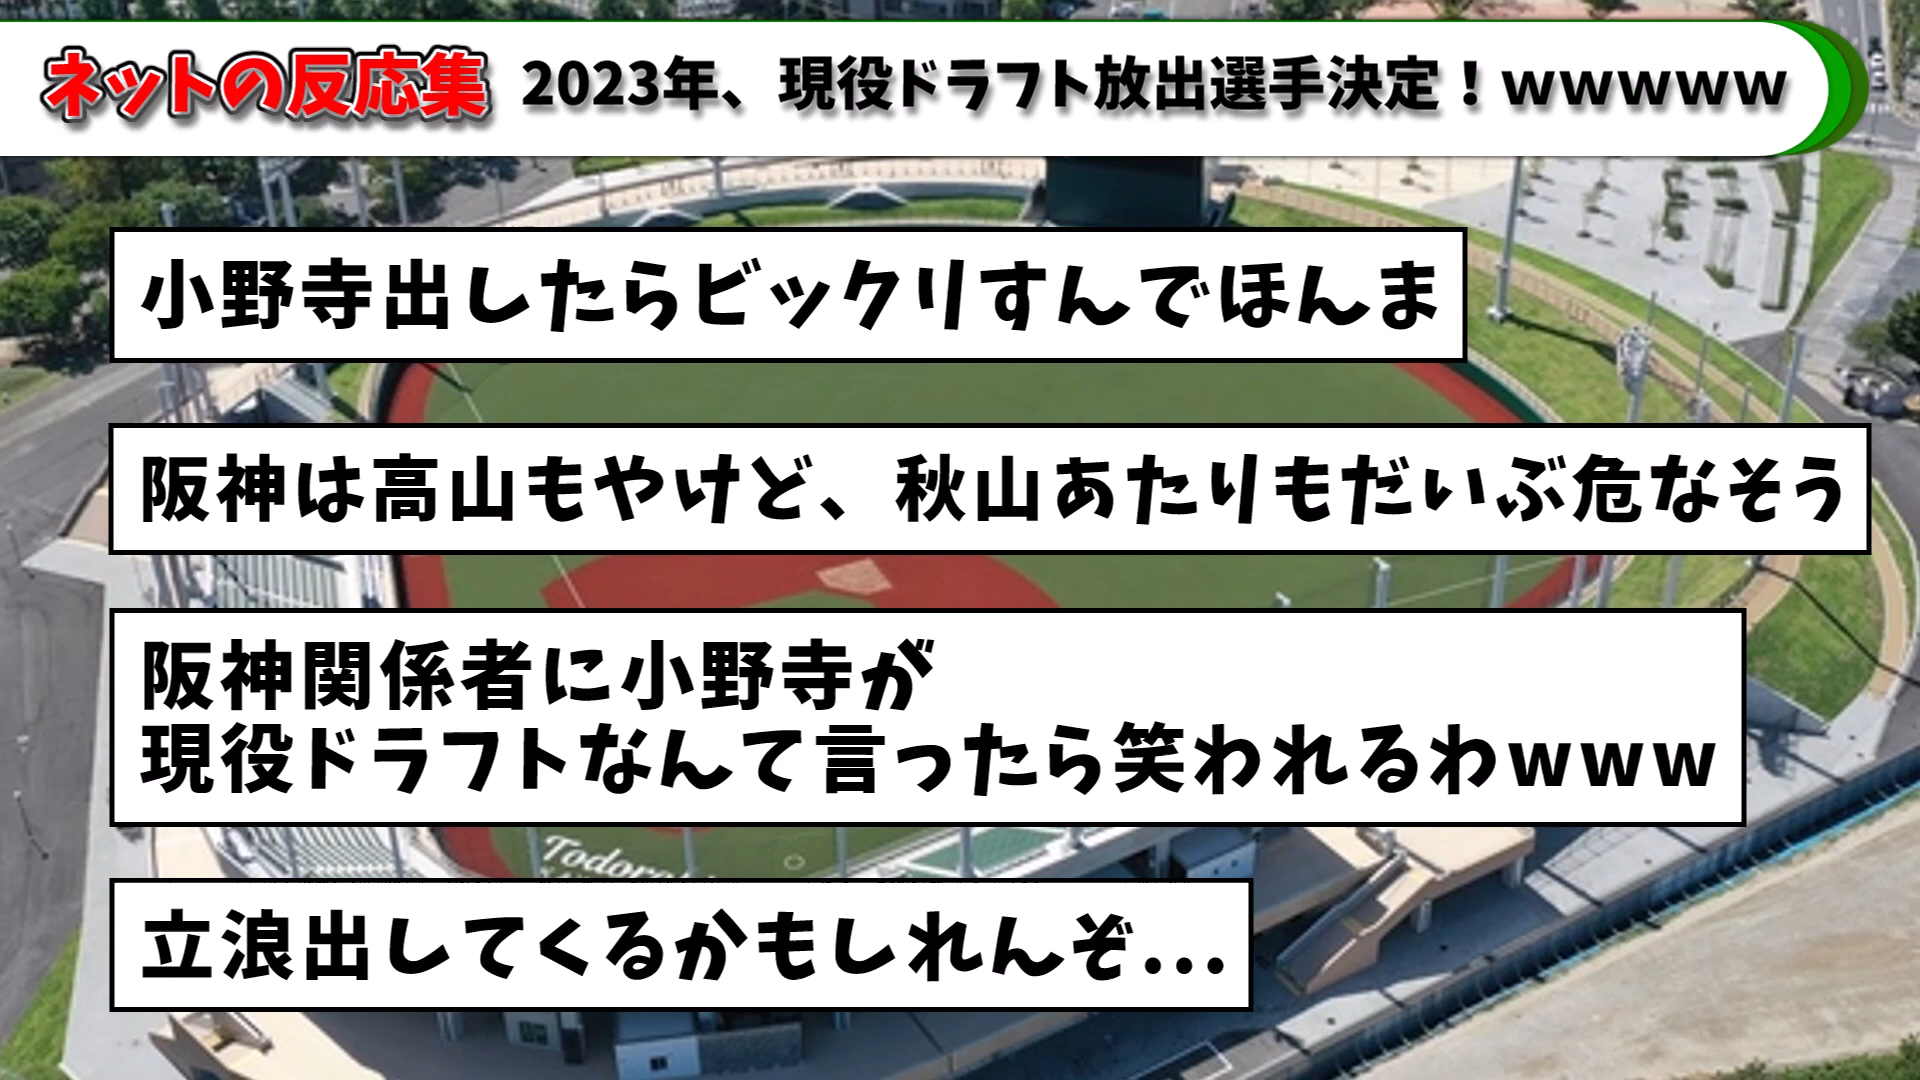 ネットの反応集 2023年、現役ドラフト放出選手決定！wwwww
小野寺出したらビックリすんでほんま
阪神は高山もやけど、秋山あたりもだいぶ危なそう
阪神関係者に小野寺が
現役ドラフトなんて言ったら笑われるわwww
立浪出してくるかもしれんぞ…